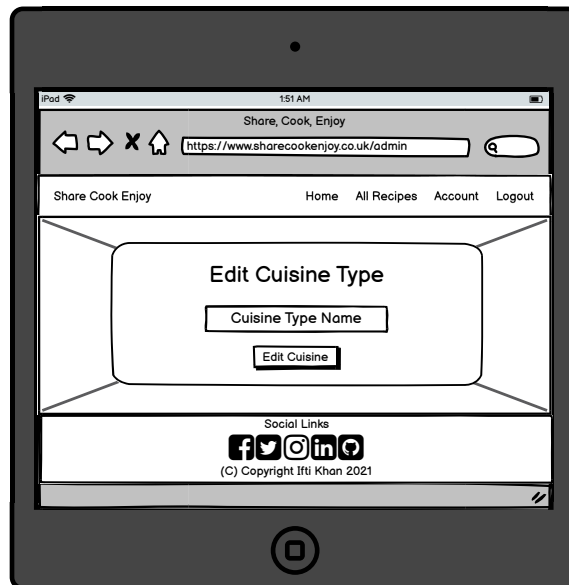 iPad 1:51 AM
Share, Cook, Enjoy
https://www.sharecookenjoy.co.uk/admin
Share Cook Enjoy Home All Recipes Account Logout
Edit Cuisine Type
Cuisine Type Name
Edit Cuisine
Social Links
(C) Copyright Ifti Khan 2021